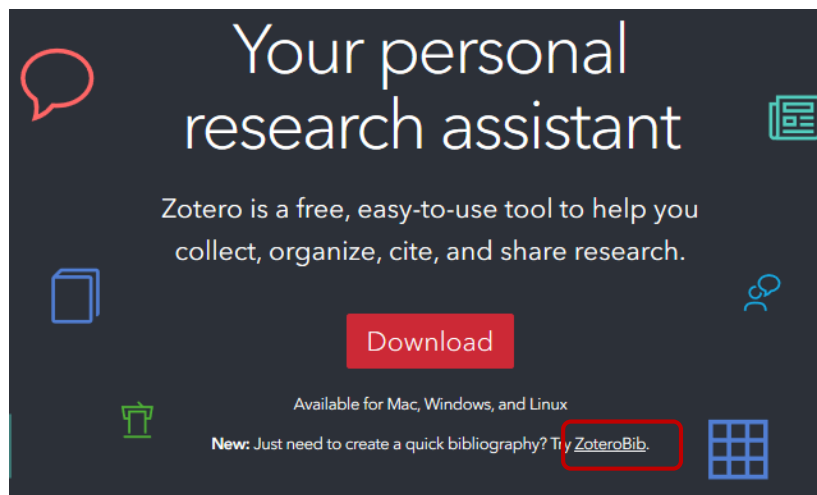 Your personal
research assistant
Zotero is a free, easy-to-use tool to help you
collect, organize, cite, and share research.
Download
Available for Mac, Windows, and Linux
New: Just need to create a quick bibliography? Try ZoteroBib.